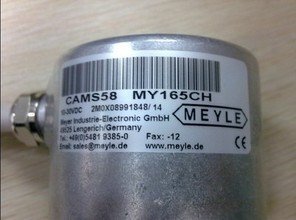 CAMS58 MY165CH
10-30VDC 2M0X08991848/ 14
Meyer Industrie-Electronic GmbH
49525 Lengerich/Germany
MEYLE
Tel: +49(0)5481 9385-0 Fax: -12
Email: sales@meyle.de www.meyle.de
CE